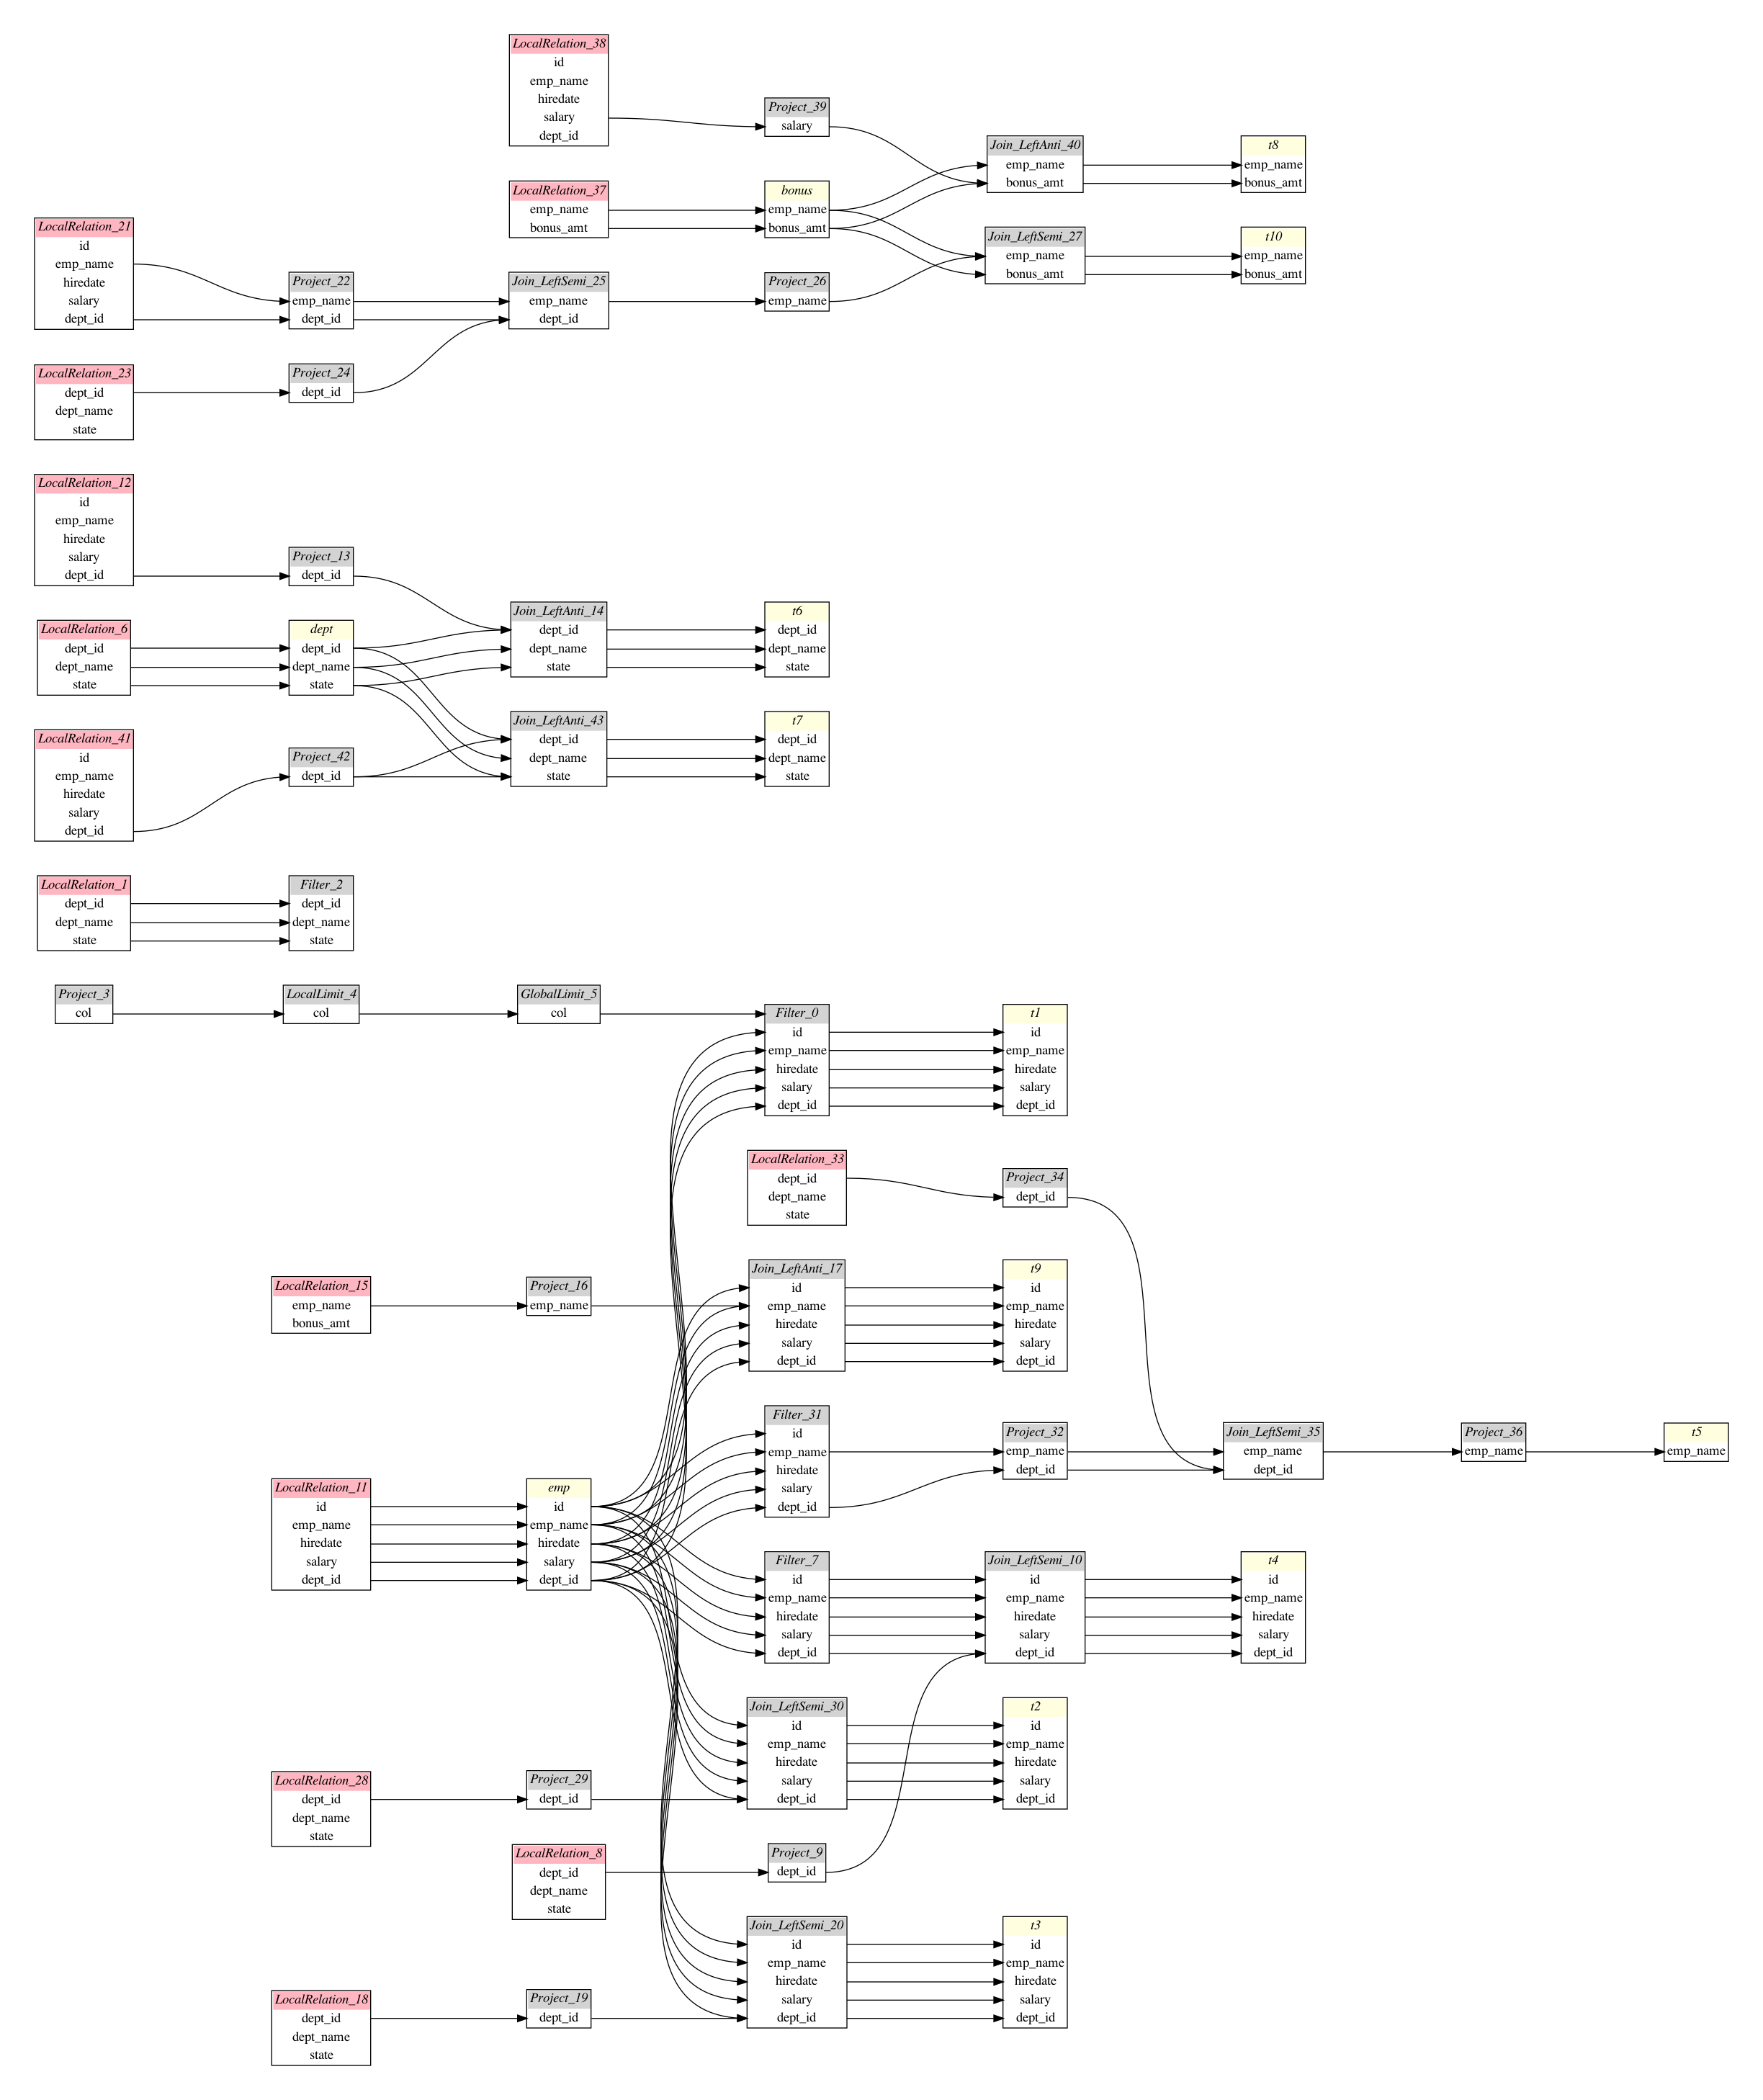 LocalRelation_38
id
emp_name
hiredate
salary
dept_id
Project_39
salary
Join_LeftAnti_40
emp_name
bonus_amt
t8
emp_name
bonus_amt
LocalRelation_37
emp_name
bonus_amt
bonus
emp_name
bonus_amt
LocalRelation_21
id
emp_name
hiredate
salary
dept_id
Join_LeftSemi_27
emp_name
bonus_amt
t10
emp_name
bonus_amt
Project_22
emp_name
dept_id
Join_LeftSemi_25
emp_name
dept_id
Project_26
emp_name
LocalRelation_23
dept_id
dept_name
state
Project_24
dept_id
LocalRelation_12
id
emp_name
hiredate
salary
dept_id
Project_13
dept_id
Join_LeftAnti_14
dept_id
dept_name
state
t6
dept_id
dept_name
state
LocalRelation_6
dept_id
dept_name
state
dept
dept_id
dept_name
state
Join_LeftAnti_43
dept_id
dept_name
state
t7
dept_id
dept_name
state
LocalRelation_41
id
emp_name
hiredate
salary
dept_id
Project_42
dept_id
LocalRelation_1
dept_id
dept_name
state
Filter_2
dept_id
dept_name
state
Project_3
col
LocalLimit_4
col
GlobalLimit_5
col
Filter_0
id
emp_name
hiredate
salary
dept_id
t1
id
emp_name
hiredate
salary
dept_id
LocalRelation_33
dept_id
dept_name
state
Project_34
dept_id
LocalRelation_15
emp_name
bonus_amt
Project_16
emp_name
Join_LeftAnti_17
id
emp_name
hiredate
salary
dept_id
t9
id
emp_name
hiredate
salary
dept_id
Filter_31
id
emp_name
hiredate
salary
dept_id
Project_32
emp_name
dept_id
Join_LeftSemi_35
emp_name
dept_id
Project_36
emp_name
t5
emp_name
LocalRelation_11
id
emp_name
hiredate
salary
dept_id
emp
id
emp_name
hiredate
salary
dept_id
Filter_7
id
emp_name
hiredate
salary
dept_id
Join_LeftSemi_10
id
emp_name
hiredate
salary
dept_id
t4
id
emp_name
hiredate
salary
dept_id
Join_LeftSemi_30
id
emp_name
hiredate
salary
dept_id
t2
id
emp_name
hiredate
salary
dept_id
LocalRelation_28
dept_id
dept_name
state
Project_29
dept_id
LocalRelation_8
dept_id
dept_name
state
Project_9
dept_id
Join_LeftSemi_20
id
emp_name
hiredate
salary
dept_id
t3
id
emp_name
hiredate
salary
dept_id
LocalRelation_18
dept_id
dept_name
state
Project_19
dept_id